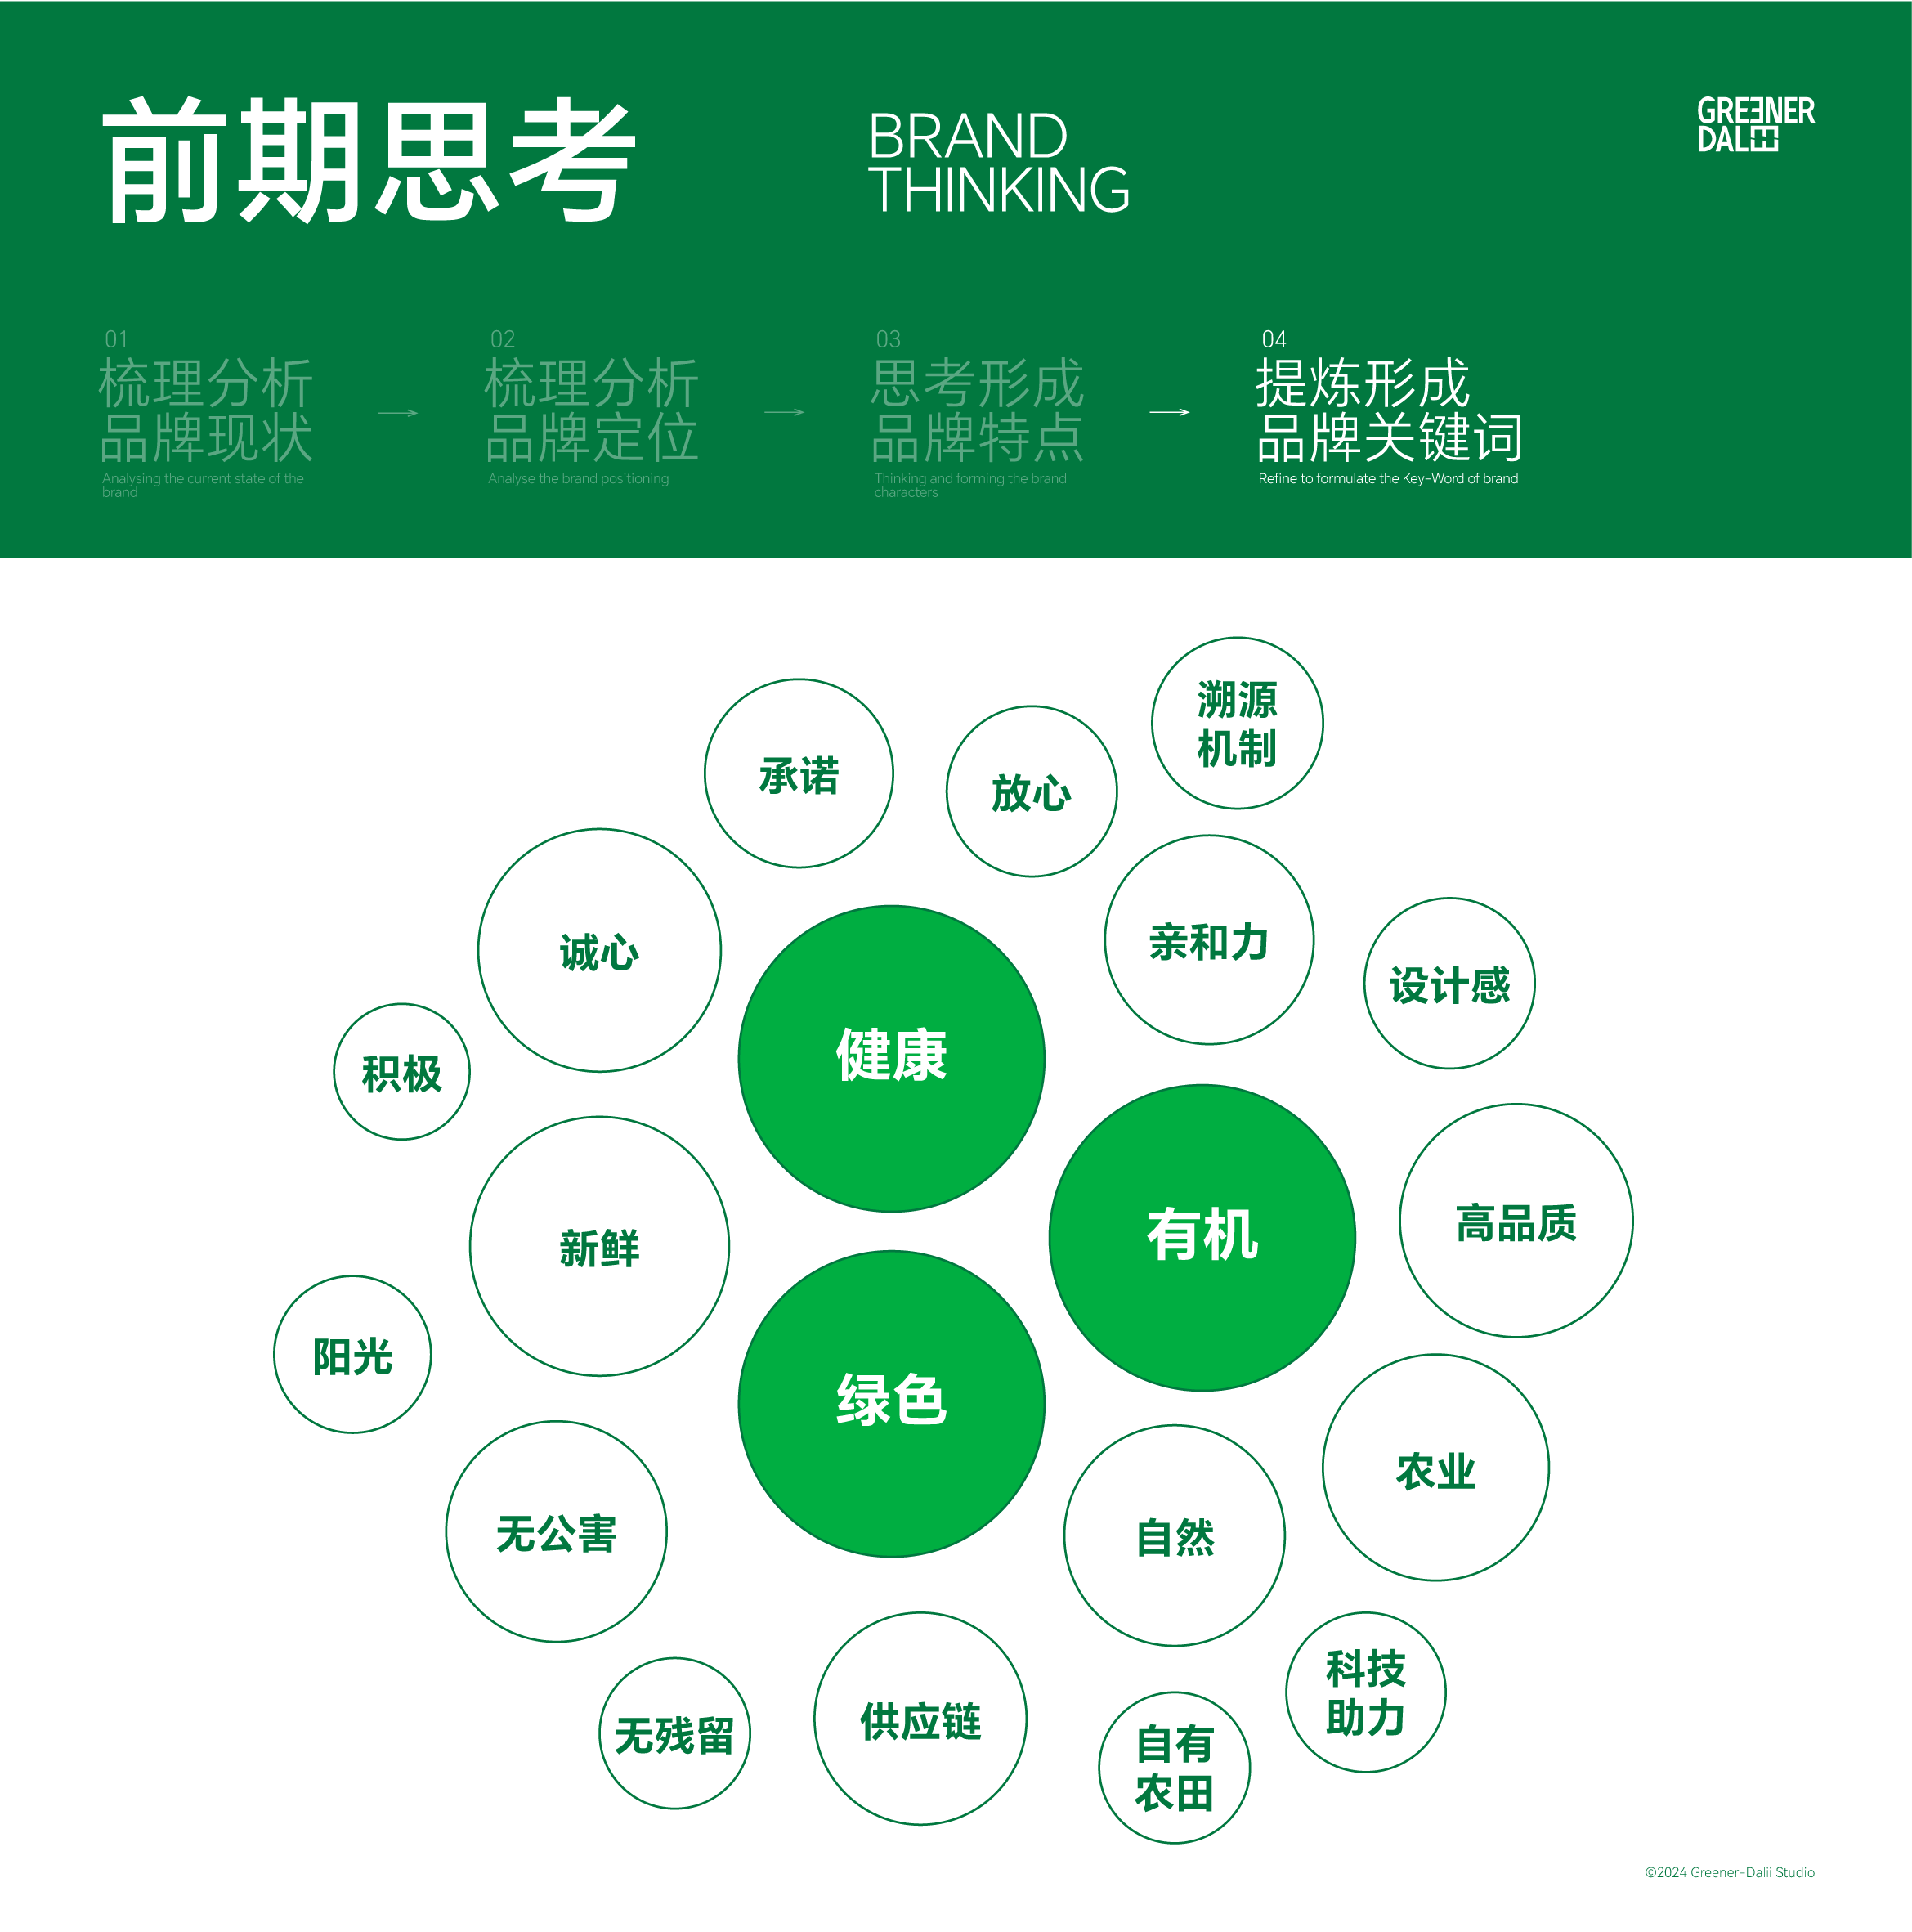 前期思考
BRAND
THINKING
GREENER
DALII
01
梳理分析
品牌现状
Analysing the current state of the
brand
02
梳理分析
品牌定位
Analyse the brand positioning
03
思考形成
品牌特点
Thinking and forming the brand
characters
04
提炼形成
品牌关键词
Refine to formulate the Key-Word of brand
溯源
机制
承诺
放心
诚心
亲和力
设计感
积极
健康
新鲜
有机
高品质
阳光
绿色
农业
无公害
自然
科技
助力
无残留
供应链
自有
农田
©2024 Greener-Dalii Studio